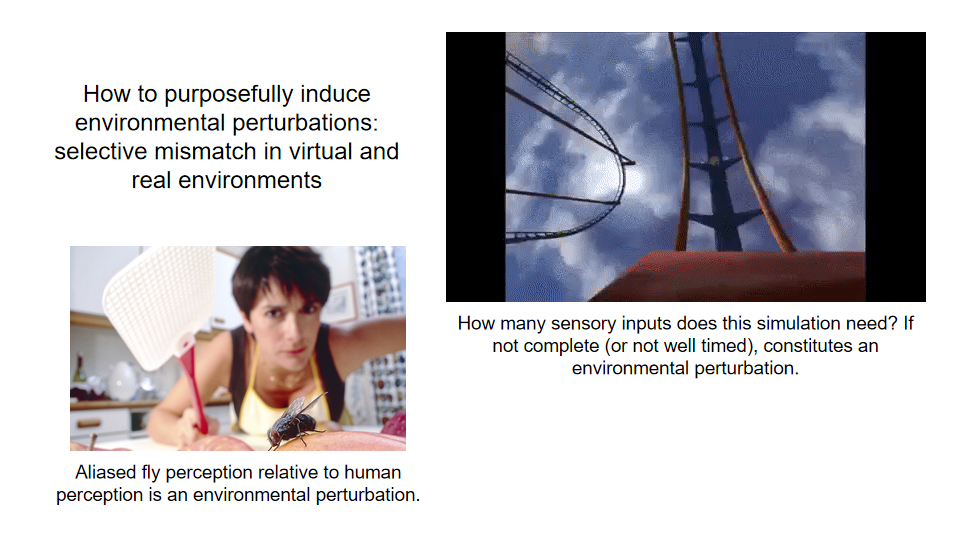 How to purposefully induce
environmental perturbations:
selective mismatch in virtual and
real environments
How many sensory inputs does this simulation need? If
not complete (or not well timed), constitutes an
environmental perturbation.
Aliased fly perception relative to human
perception is an environmental perturbation.